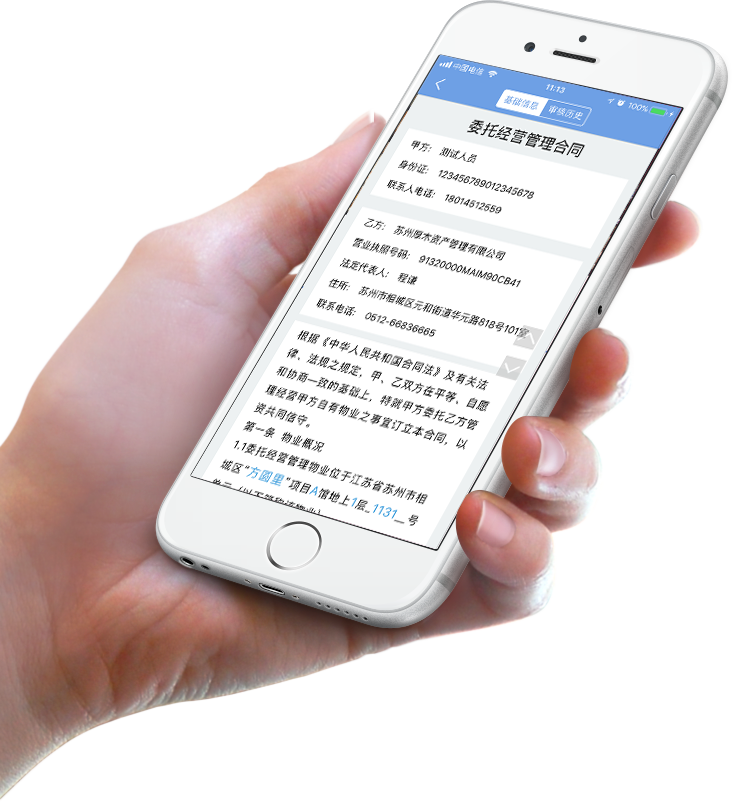 中国电信
11:13
100%
基础信息 审核历史
委托经营管理合同
甲方： 测试人员
身份证： 123456789012345678
联系人电话： 18014512559
乙方： 苏州厚木资产管理有限公司
营业执照号码： 91320000MAIM90CB41
法定代表人： 程谦
住所： 苏州市相城区元和街道华元路818号101室
联系电话： 0512-66836665
根据《中华人民共和国合同法》及有关法
律、法规之规定，甲、乙双方在平等、自愿
和协商一致的基础上，特就甲方委托乙方管
理经营甲方自有物业之事宜订立本合同，以
资共同信守。
第一条 物业概况
1.1委托经营管理物业位于江苏省苏州市相
城区“方圆里”项目A馆地上1层_1131__号